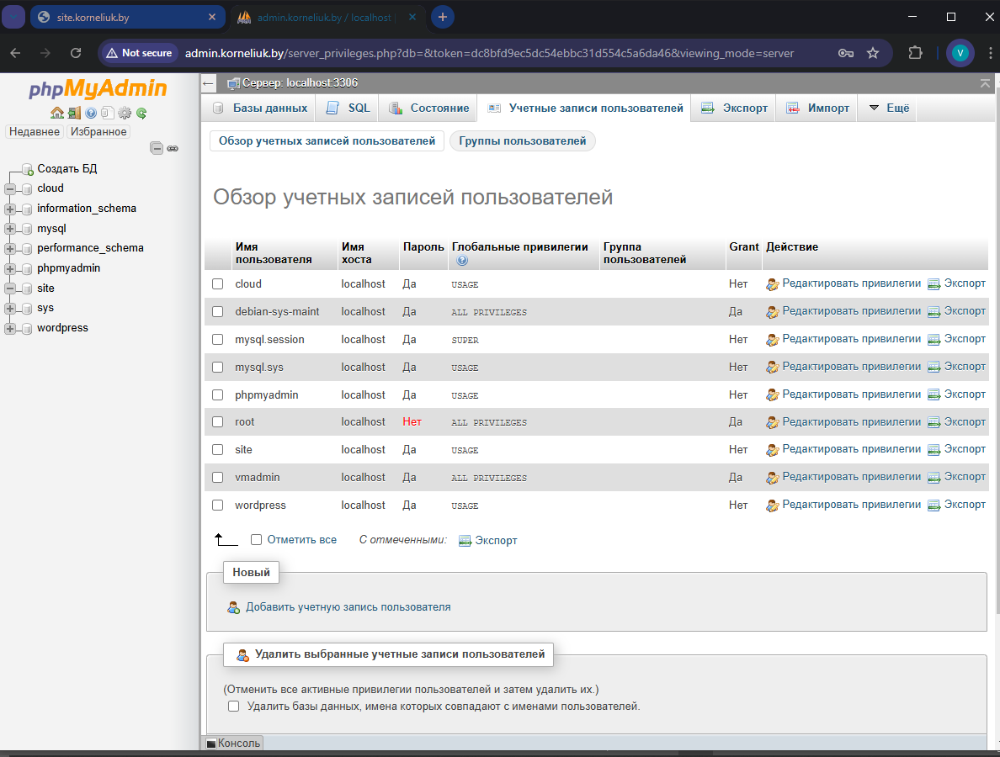 site.korneliuk.by
admin.korneliuk.by / localhost
Not secure
admin.korneliuk.by/server_privileges.php?db=&token=dc8bfd9ec5dc54ebbc31d554c5a6da46&viewing_mode=server
V
phpMyAdmin
Недавнее Избранное
Создать БД
cloud
information_schema
mysql
performance_schema
phpmyadmin
site
sys
wordpress
Сервер: localhost:3306
Базы данных SQL Состояние Учетные записи пользователей Экспорт Импорт Ещё
Обзор учетных записей пользователей Группы пользователей
Обзор учетных записей пользователей
Имя пользователя Имя хоста Пароль Глобальные привилегии Группа пользователей Grant Действие
cloud localhost Да USAGE Нет Редактировать привилегии Экспорт
debian-sys-maint localhost Да ALL PRIVILEGES Да Редактировать привилегии Экспорт
mysql.session localhost Да SUPER Нет Редактировать привилегии Экспорт
mysql.sys localhost Да USAGE Нет Редактировать привилегии Экспорт
phpmyadmin localhost Да USAGE Нет Редактировать привилегии Экспорт
root localhost Нет ALL PRIVILEGES Да Редактировать привилегии Экспорт
site localhost Да USAGE Нет Редактировать привилегии Экспорт
vmadmin localhost Да ALL PRIVILEGES Да Редактировать привилегии Экспорт
wordpress localhost Да USAGE Нет Редактировать привилегии Экспорт
Отметить все С отмеченными: Экспорт
Новый
Добавить учетную запись пользователя
Удалить выбранные учетные записи пользователей
(Отменить все активные привилегии пользователей и затем удалить их.)
Удалить базы данных, имена которых совпадают с именами пользователей.
Консоль